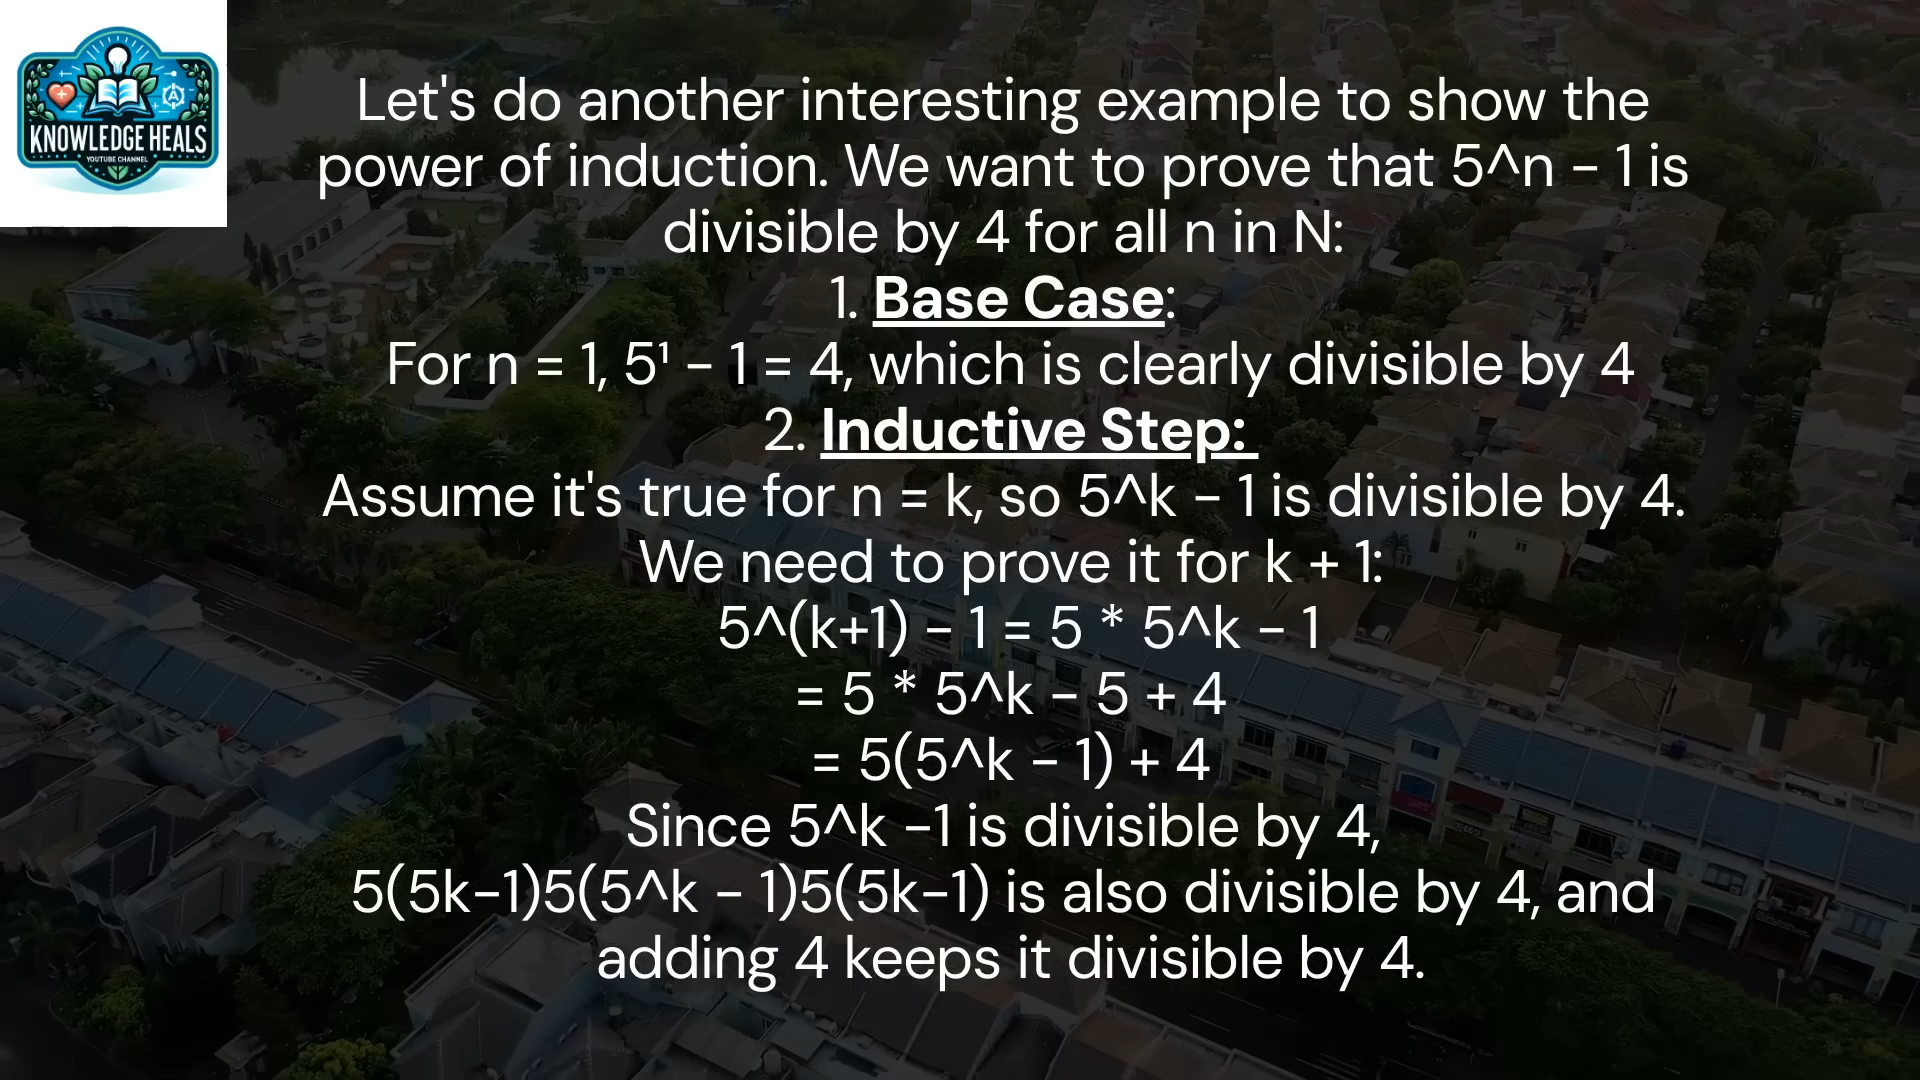 KNOWLEDGE HEALS
YOUTUBE CHANNEL
Let's do another interesting example to show the
power of induction. We want to prove that 5^n − 1 is
divisible by 4 for all n in N:
1. Base Case:
For n = 1, 5¹ − 1 = 4, which is clearly divisible by 4
2. Inductive Step:
Assume it's true for n = k, so 5^k − 1 is divisible by 4.
We need to prove it for k + 1:
5^(k+1) − 1 = 5 * 5^k − 1
= 5 * 5^k − 5 + 4
= 5(5^k − 1) + 4
Since 5^k −1 is divisible by 4,
5(5k−1)5(5^k − 1)5(5k−1) is also divisible by 4, and
adding 4 keeps it divisible by 4.